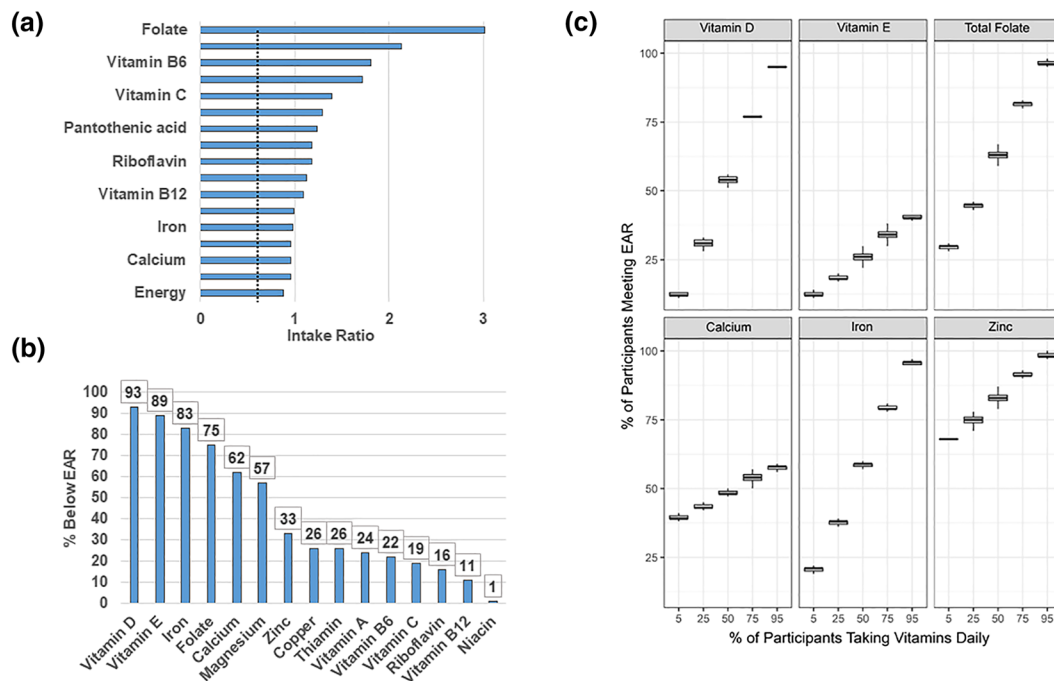 (a)
Folate
Vitamin B6
Vitamin C
Pantothenic acid
Riboflavin
Vitamin B12
Iron
Calcium
Energy
0 1 2 3
Intake Ratio
(b)
% Below EAR
100
90
80
70
60
50
40
30
20
10
0
93 89 83 75 62 57 33 26 26 24 22 19 16 11 1
Vitamin D
Vitamin E
Iron
Folate
Calcium
Magnesium
Zinc
Copper
Thiamin
Vitamin A
Vitamin B6
Vitamin C
Riboflavin
Vitamin B12
Niacin
(c)
Vitamin D Vitamin E Total Folate
100
75
50
25
% of Participants Meeting EAR
Calcium Iron Zinc
100
75
50
25
5 25 50 75 95 5 25 50 75 95 5 25 50 75 95
% of Participants Taking Vitamins Daily